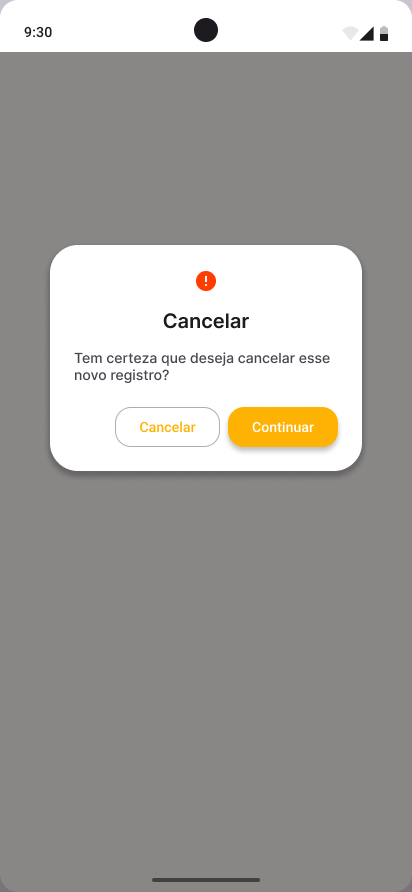 9:30
Cancelar
Tem certeza que deseja cancelar esse
novo registro?
Cancelar
Continuar